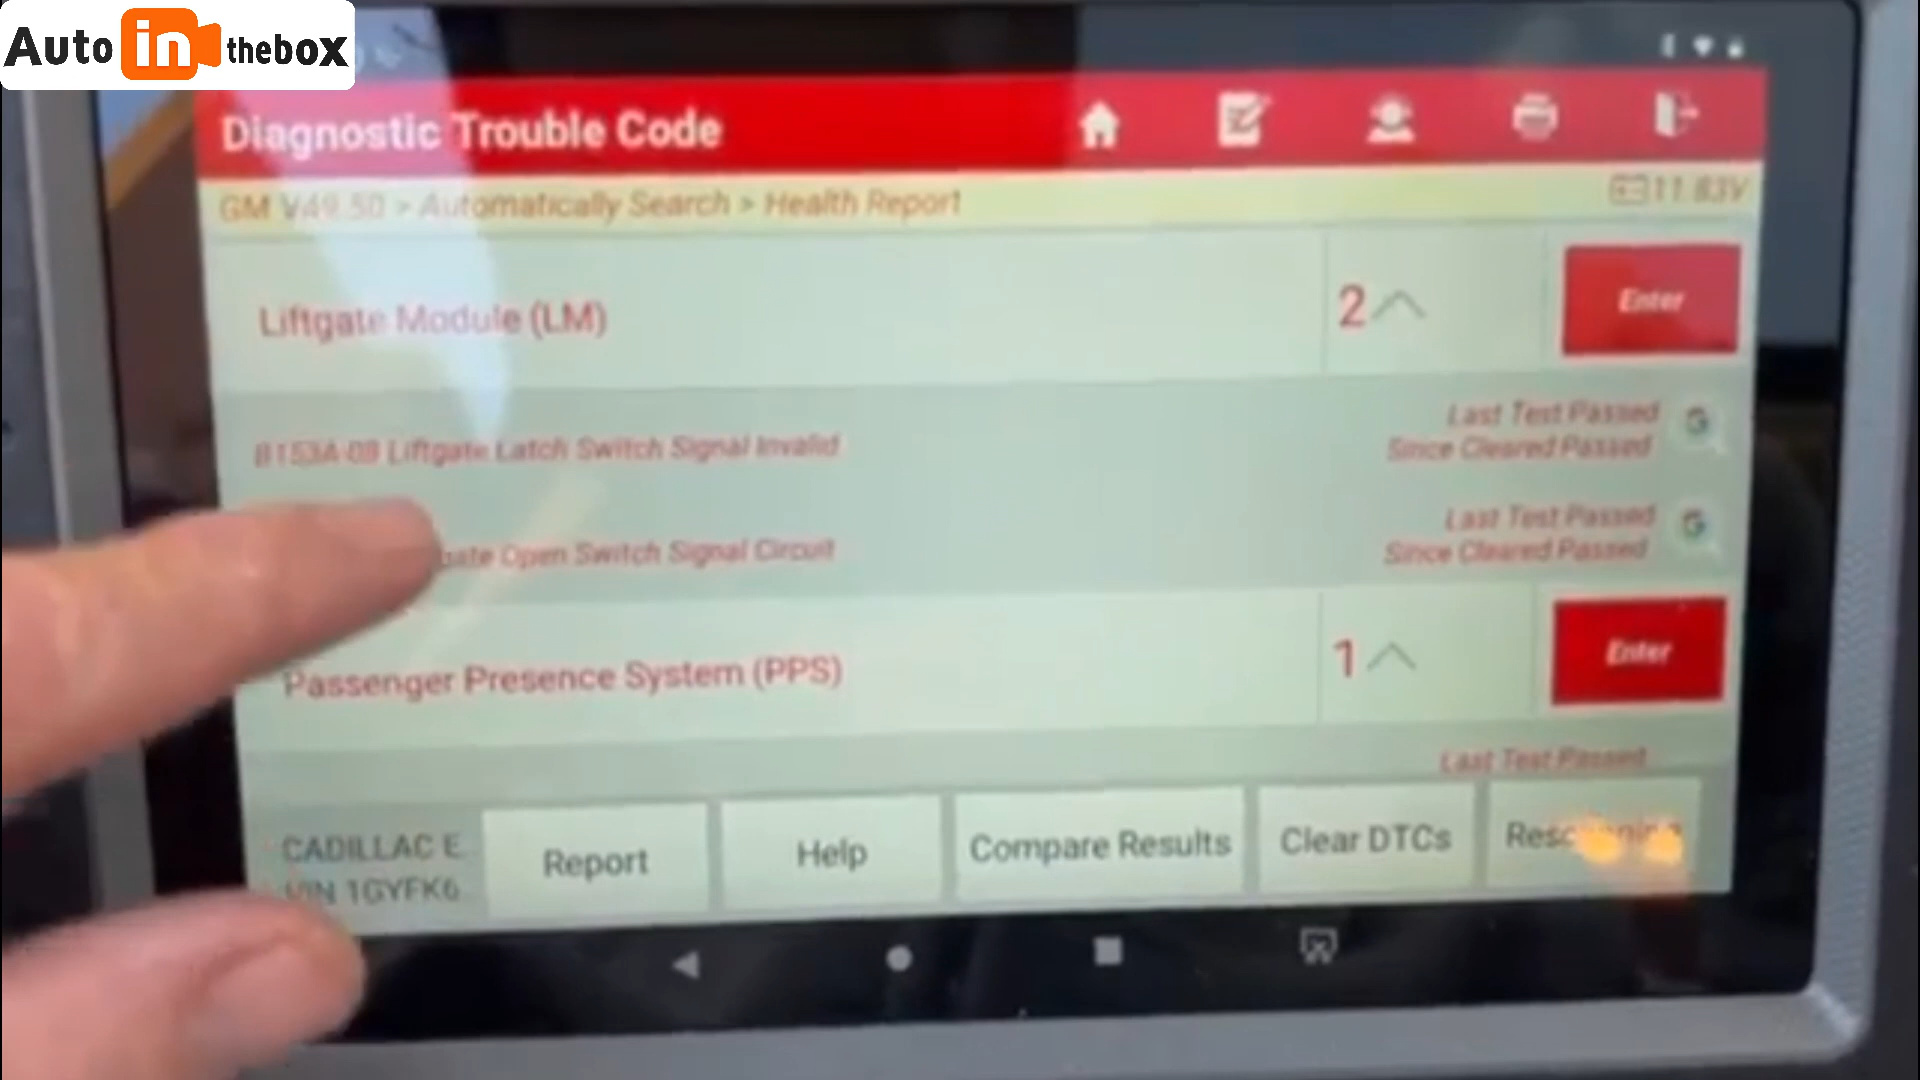 Auto in thebox
Diagnostic Trouble Code
GM V49.50 > Automatically Search > Health Report
11.83V
Liftgate Module (LM)
2
Enter
B153A-08 Liftgate Latch Switch Signal Invalid
Last Test Passed
Since Cleared Passed
G
gate Open Switch Signal Circuit
Last Test Passed
Since Cleared Passed
G
Passenger Presence System (PPS)
1
Enter
Last Test Passed
CADILLAC E
VIN 1GYFK6
Report
Help
Compare Results
Clear DTCs